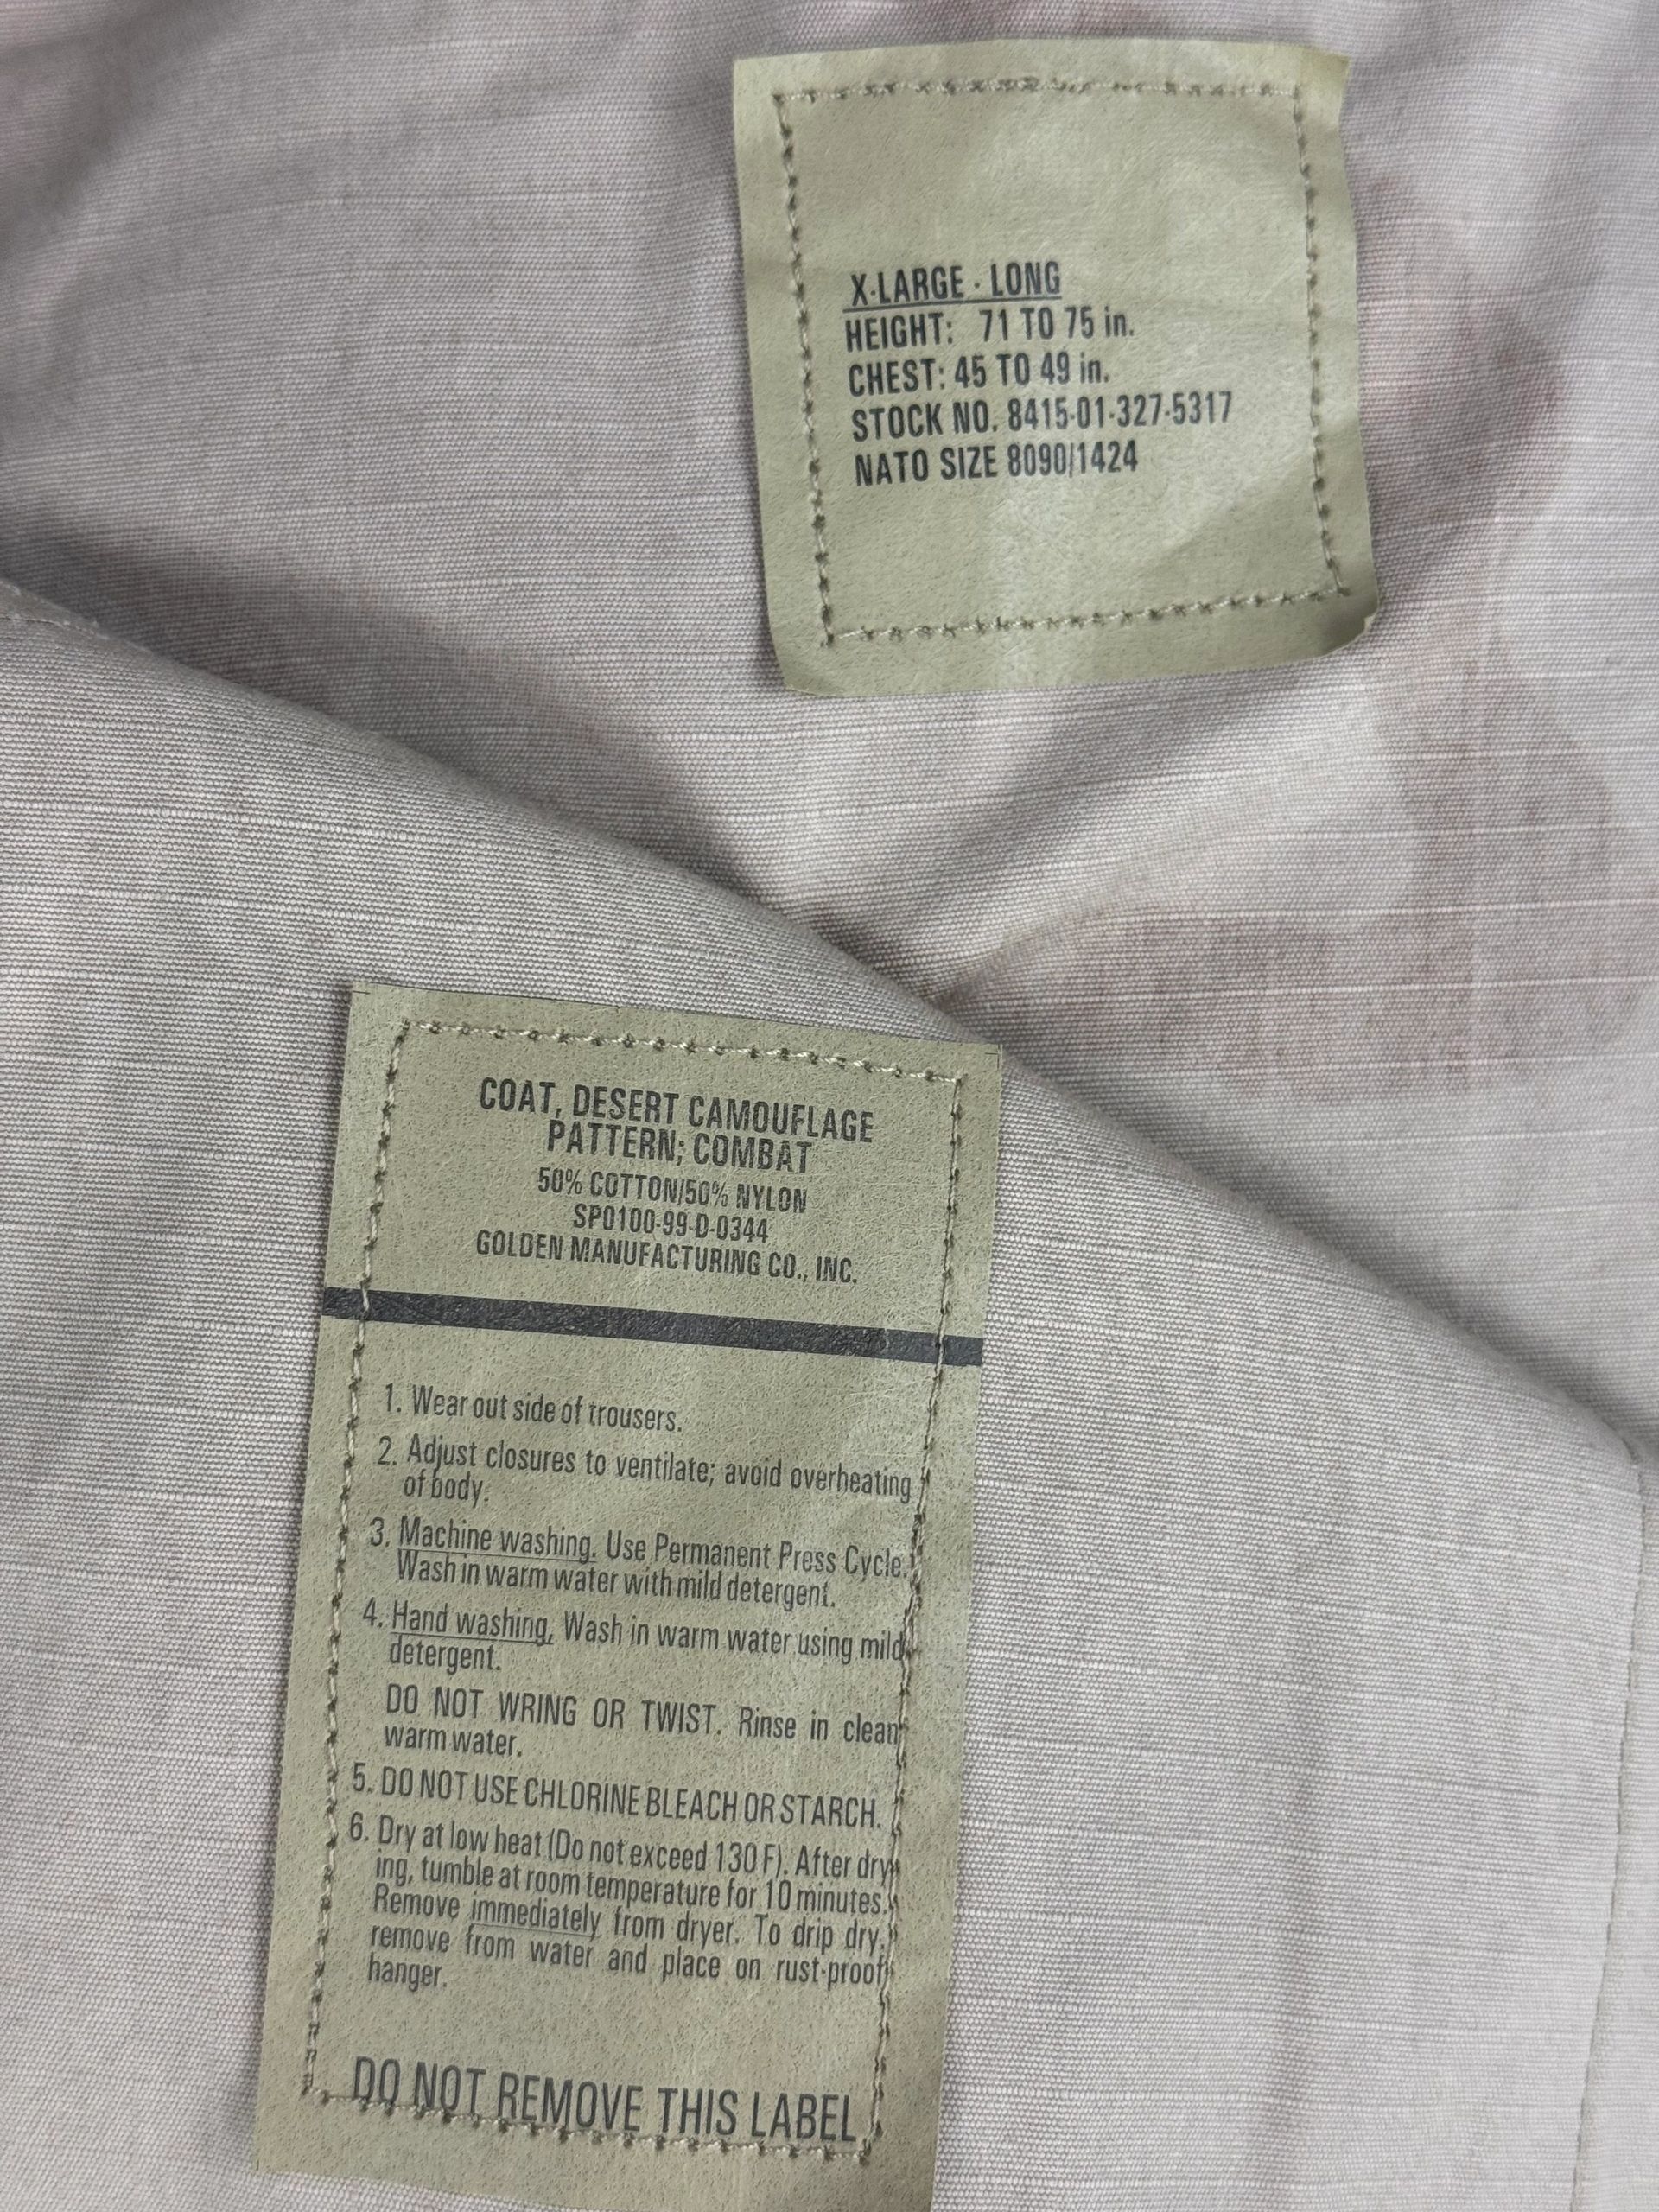 X-LARGE - LONG
HEIGHT: 71 TO 75 in.
CHEST: 45 TO 49 in.
STOCK NO. 8415-01-327-5317
NATO SIZE 8090/1424
COAT, DESERT CAMOUFLAGE
PATTERN; COMBAT
50% COTTON/50% NYLON
SP0100-99-D-0344
GOLDEN MANUFACTURING CO., INC.
1. Wear out side of trousers.
2. Adjust closures to ventilate; avoid overheating
of body.
3. Machine washing. Use Permanent Press Cycle.
Wash in warm water with mild detergent.
4. Hand washing. Wash in warm water using mild
detergent.
DO NOT WRING OR TWIST. Rinse in clean
warm water.
5. DO NOT USE CHLORINE BLEACH OR STARCH.
6. Dry at low heat (Do not exceed 130 F). After dry-
ing, tumble at room temperature for 10 minutes.
Remove immediately from dryer. To drip dry,
remove from water and place on rust-proof
hanger.
DO NOT REMOVE THIS LABEL